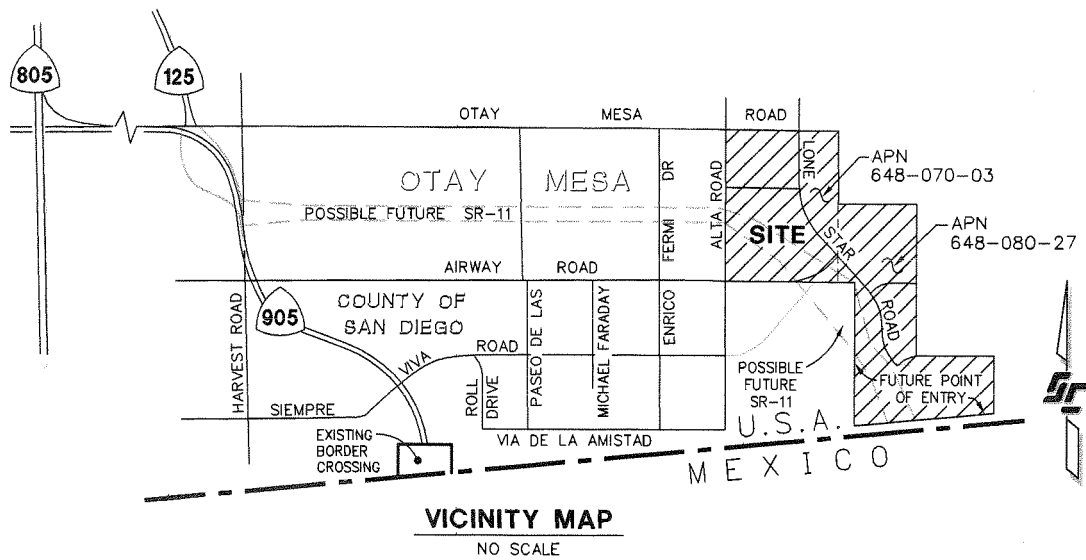 805
125
OTAY MESA ROAD
OTAY MESA
POSSIBLE FUTURE SR-11
FERMI DR
ALTA ROAD
LONE
APN
648-070-03
SITE
STAR
APN
648-080-27
AIRWAY ROAD
HARVEST ROAD
905
COUNTY OF
SAN DIEGO
PASEO DE LAS
MICHAEL FARADAY
ENRICO
ROAD
VIVA
ROAD
ROLL
DRIVE
SIEMPRE
POSSIBLE
FUTURE
SR-11
FUTURE POINT
OF ENTRY
EXISTING
BORDER
CROSSING
VIA DE LA AMISTAD
U.S.A.
MEXICO
VICINITY MAP
NO SCALE